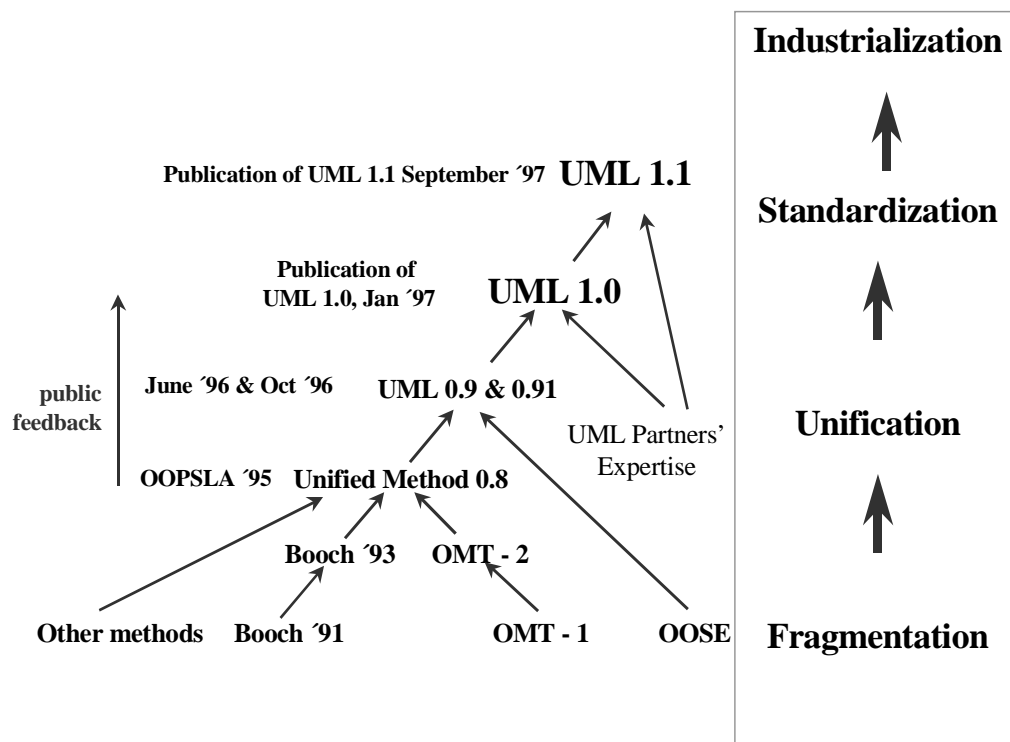 Industrialization
Publication of UML 1.1 September ´97 UML 1.1
Standardization
Publication of
UML 1.0, Jan ´97
UML 1.0
public
feedback
June ´96 & Oct ´96
UML 0.9 & 0.91
UML Partners’
Expertise
Unification
OOPSLA ´95
Unified Method 0.8
Booch ´93
OMT - 2
Other methods
Booch ´91
OMT - 1
OOSE
Fragmentation